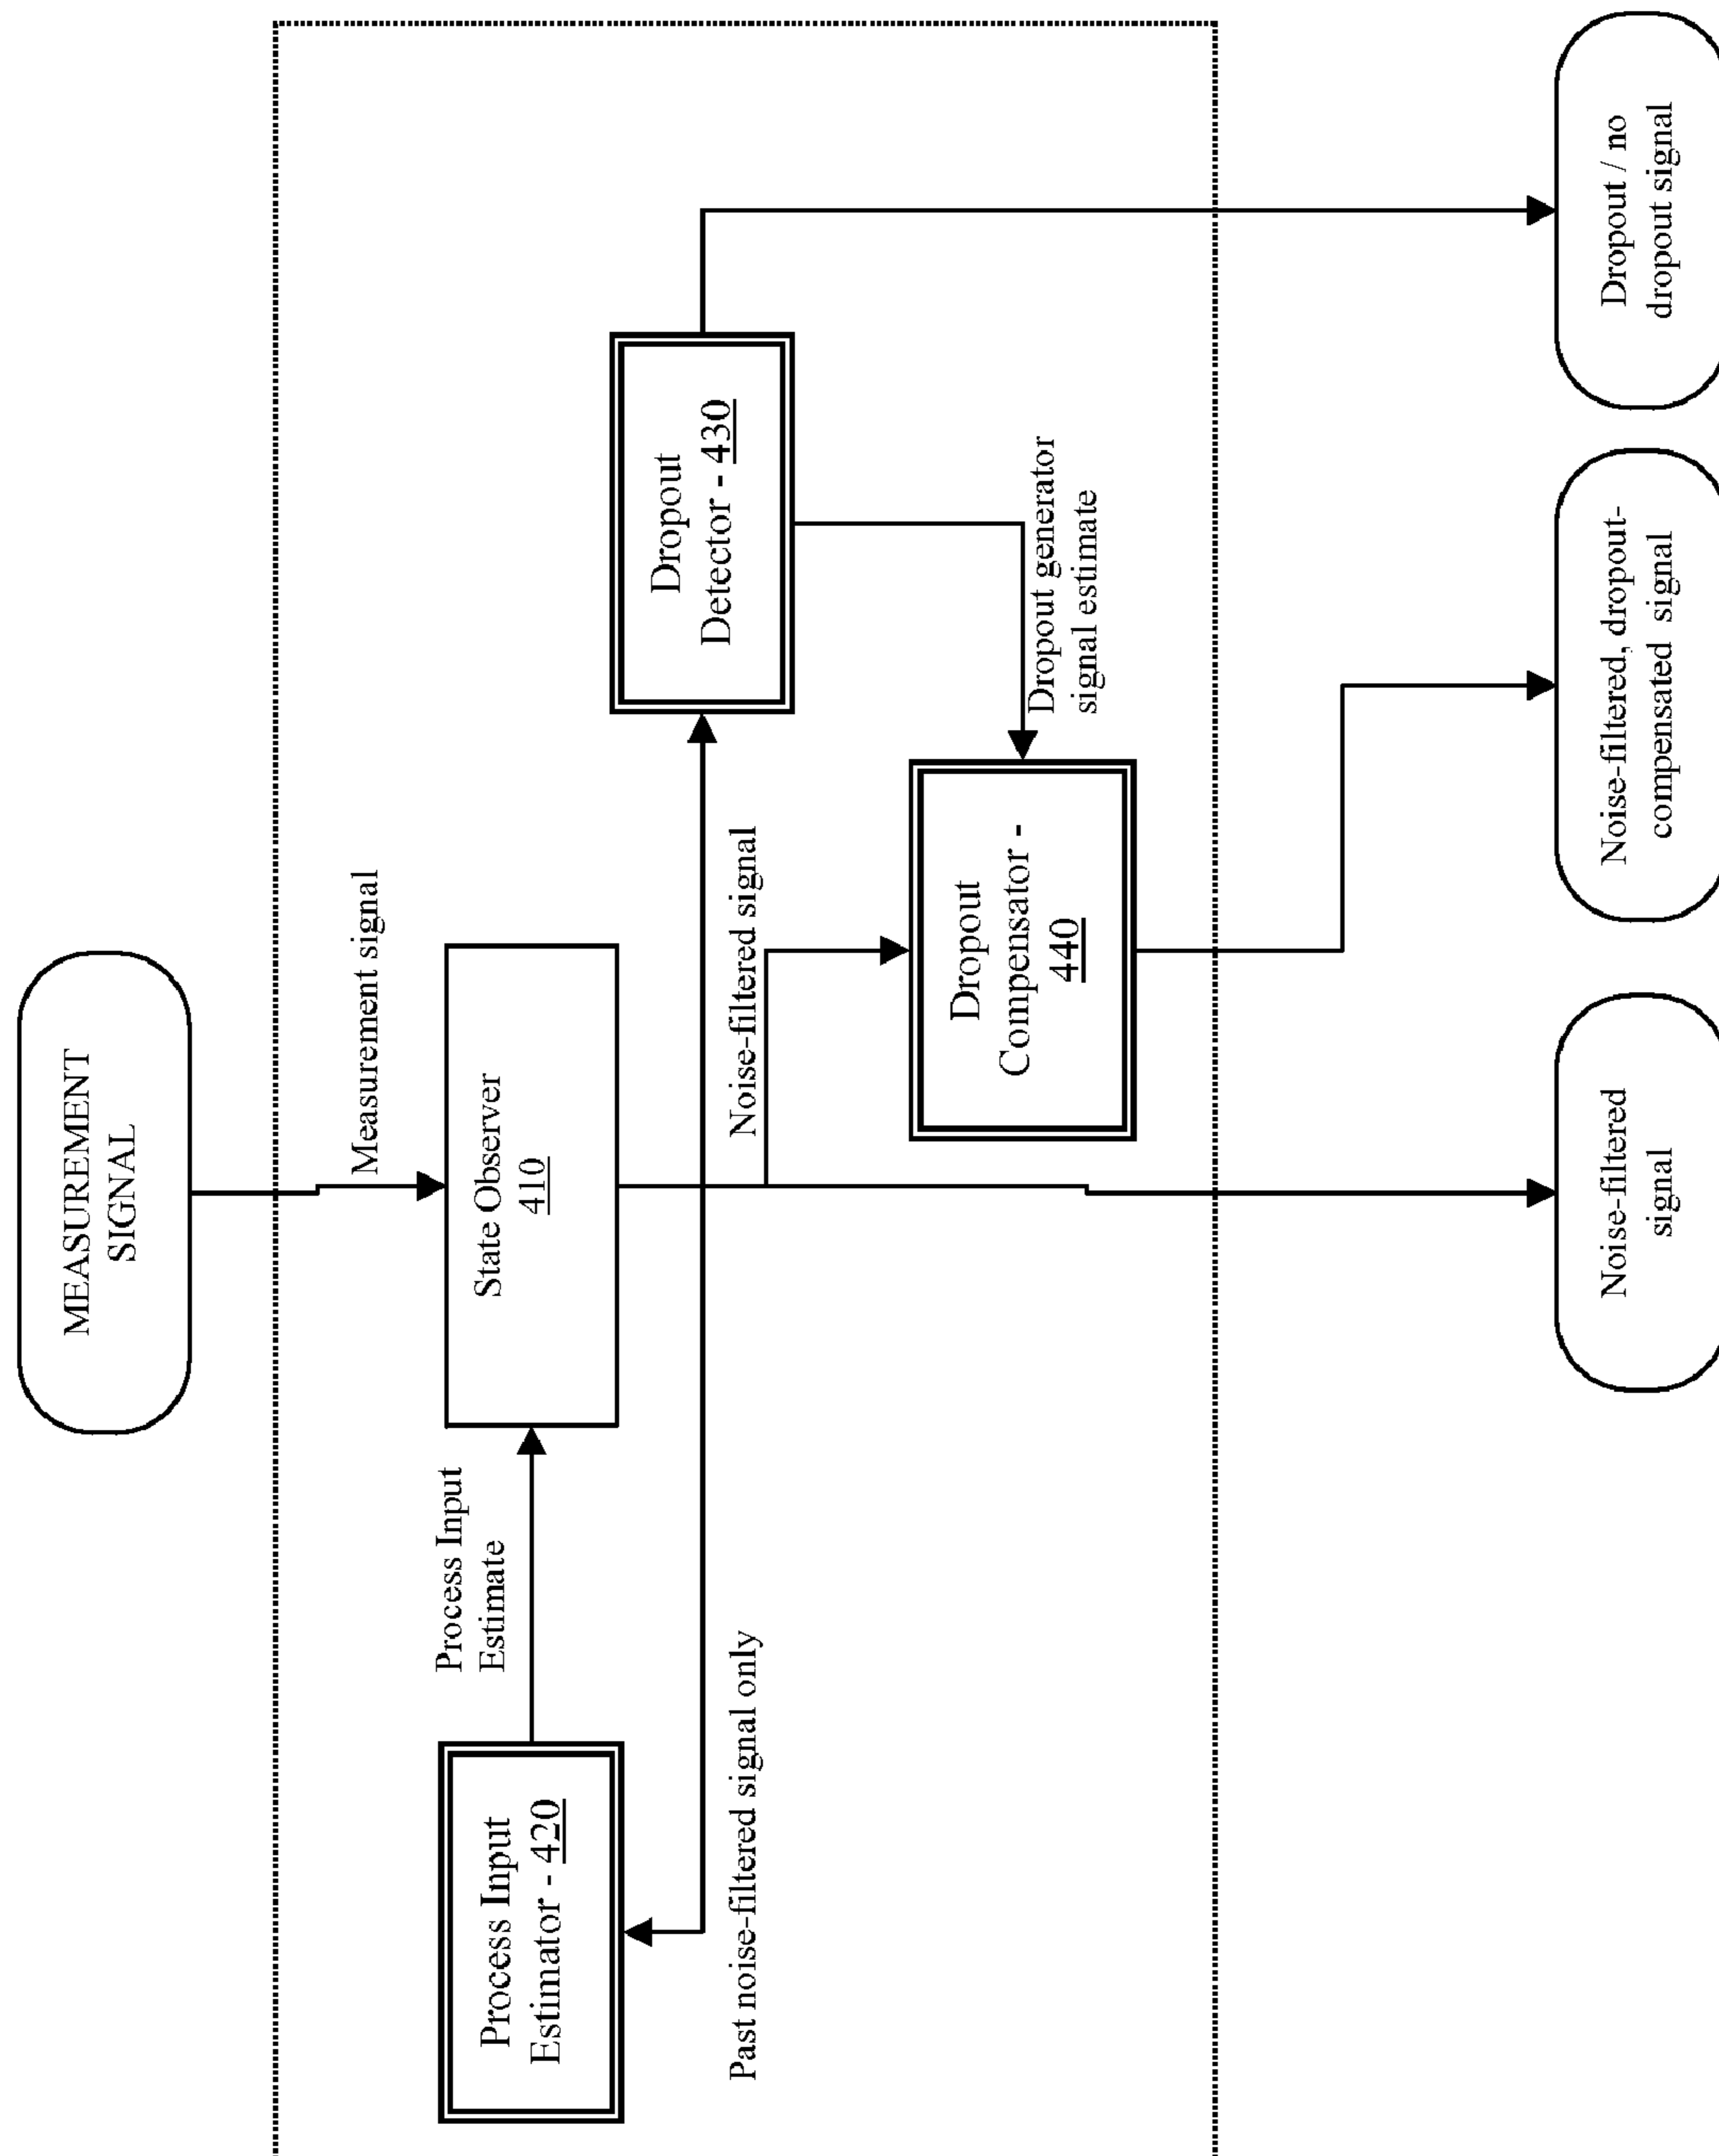 MEASUREMENT
SIGNAL
Measurement signal
Process Input
Estimator - 420
Process Input
Estimate
State Observer
410
Dropout
Detector - 430
Past noise-filtered signal only
Noise-filtered signal
Dropout generator
signal estimate
Dropout
Compensator -
440
Noise-filtered
signal
Noise-filtered, dropout-
compensated signal
Dropout / no
dropout signal